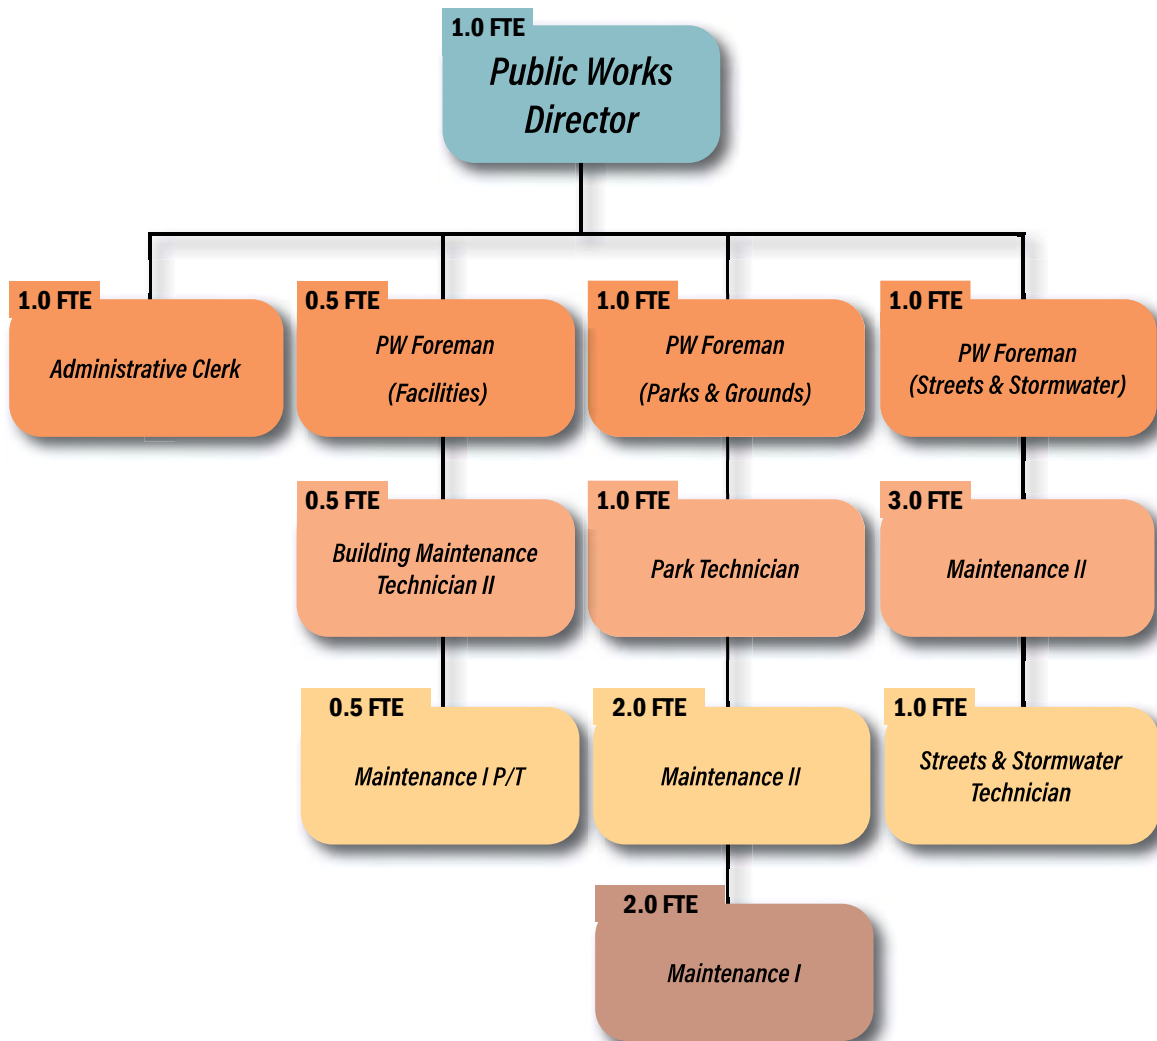 1.0 FTE
Public Works
Director
1.0 FTE
Administrative Clerk
0.5 FTE
PW Foreman
(Facilities)
1.0 FTE
PW Foreman
(Parks & Grounds)
1.0 FTE
PW Foreman
(Streets & Stormwater)
0.5 FTE
Building Maintenance
Technician II
1.0 FTE
Park Technician
3.0 FTE
Maintenance II
0.5 FTE
Maintenance I P/T
2.0 FTE
Maintenance II
1.0 FTE
Streets & Stormwater
Technician
2.0 FTE
Maintenance I